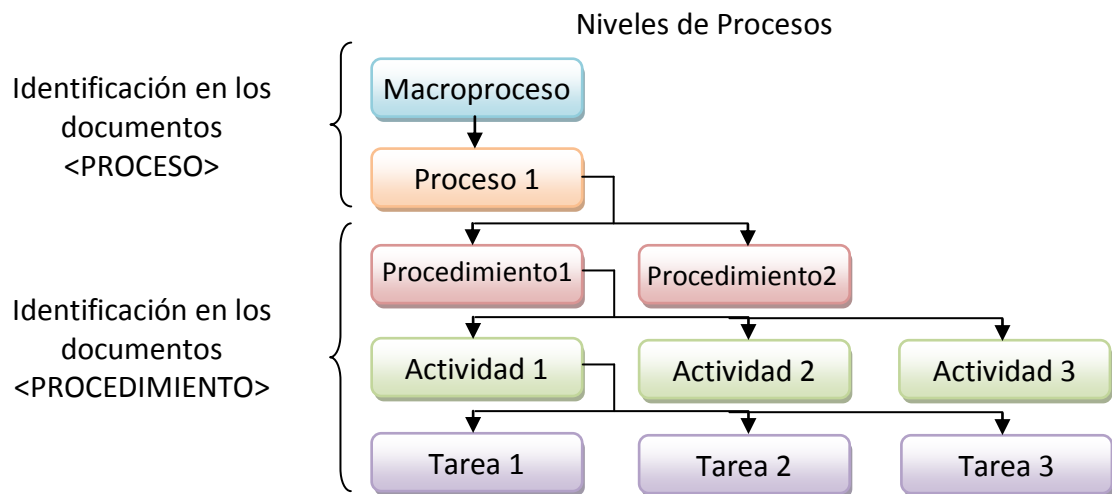 Niveles de Procesos
Identificación en los
documentos
<PROCESO>
Macroproceso
Proceso 1
Identificación en los
documentos
<PROCEDIMIENTO>
Procedimiento1
Procedimiento2
Actividad 1
Actividad 2
Actividad 3
Tarea 1
Tarea 2
Tarea 3